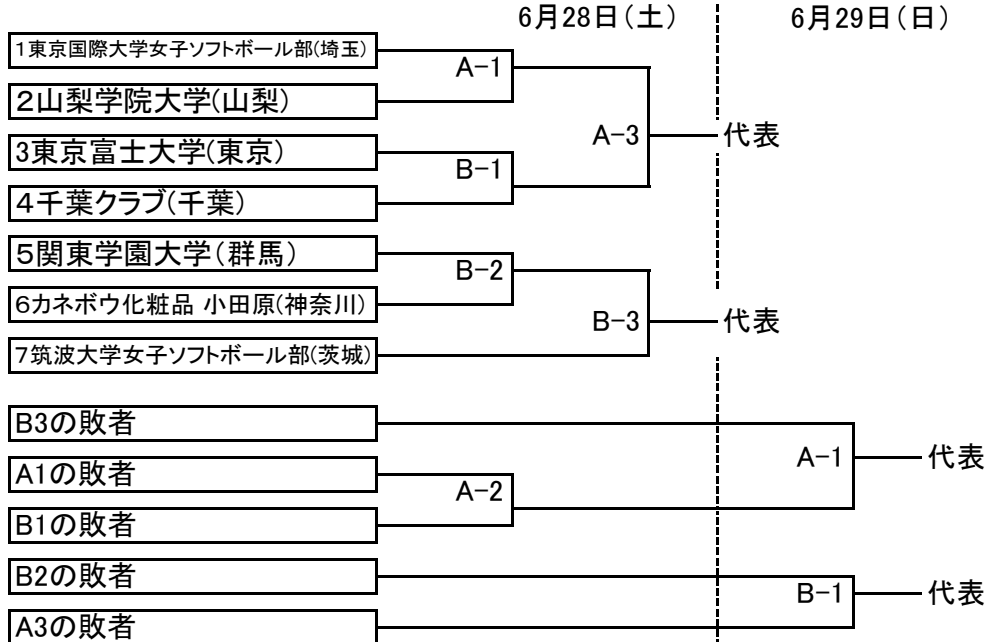 6月28日(土) 6月29日(日)
1東京国際大学女子ソフトボール部(埼玉)
A-1
2山梨学院大学(山梨)
A-3 代表
3東京富士大学(東京)
B-1
4千葉クラブ(千葉)
5関東学園大学(群馬)
B-2
6カネボウ化粧品 小田原(神奈川)
B-3 代表
7筑波大学女子ソフトボール部(茨城)
B3の敗者
A-1 代表
A1の敗者
A-2
B1の敗者
B2の敗者
B-1 代表
A3の敗者